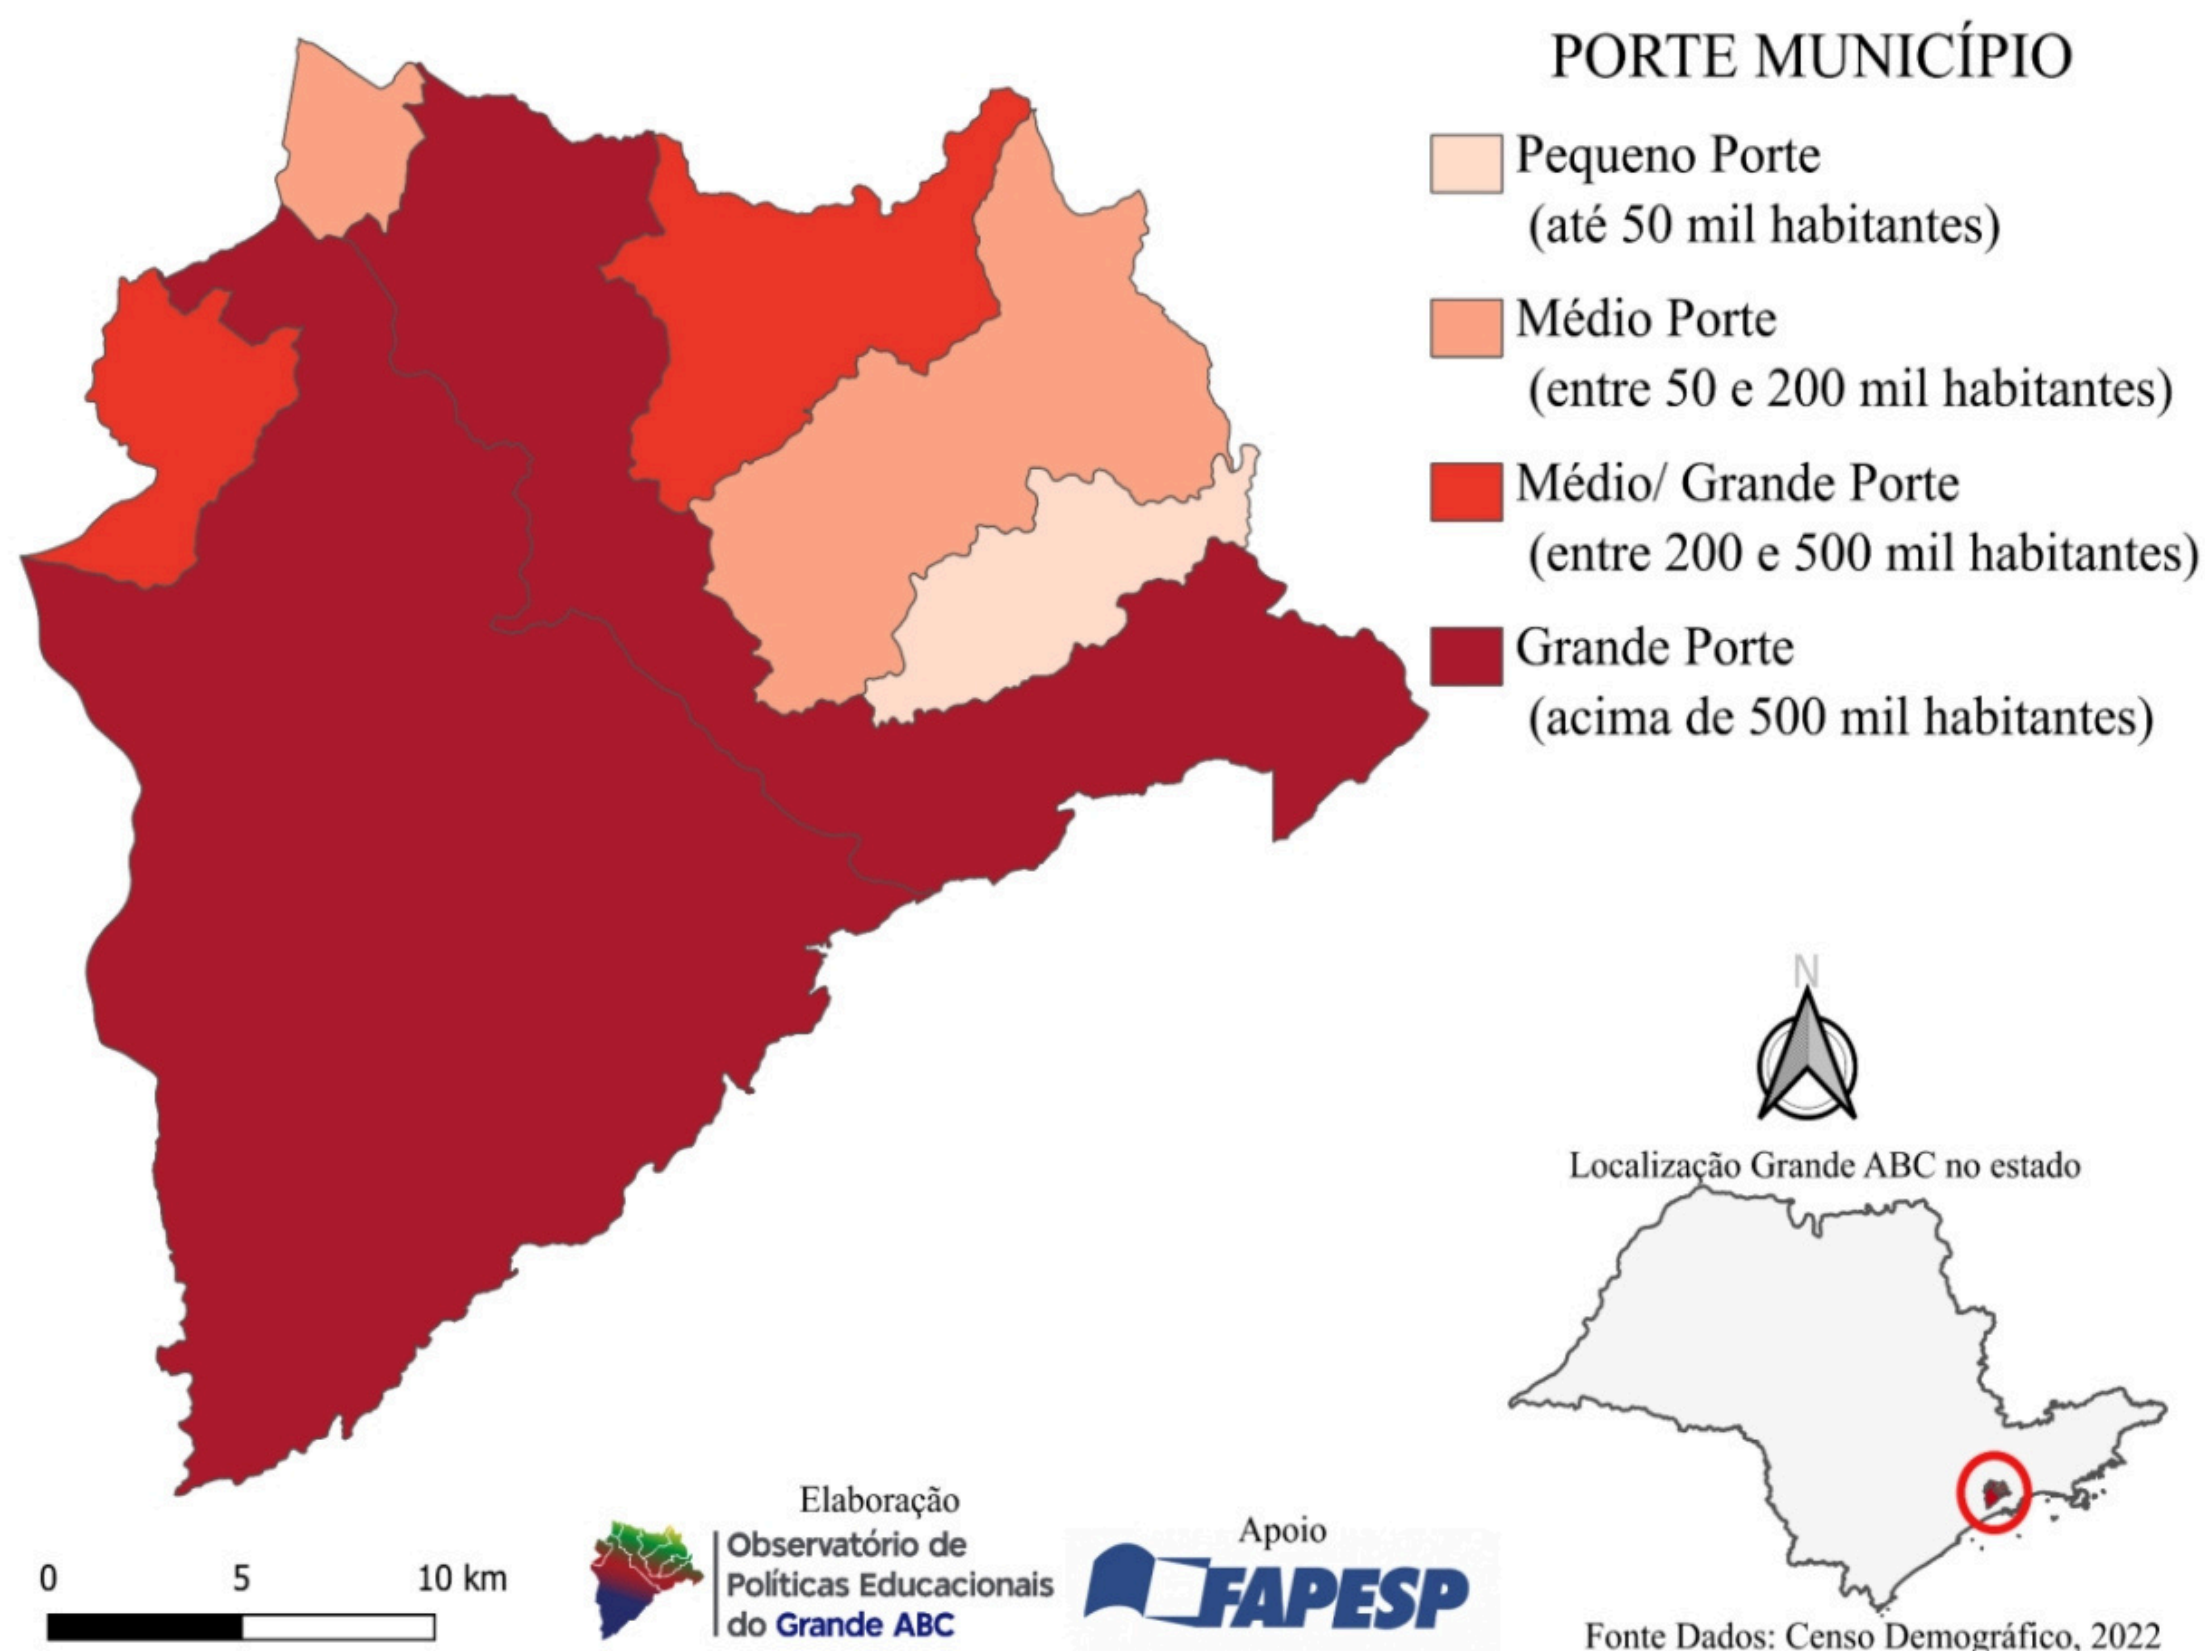 PORTE MUNICÍPIO
Pequeno Porte
(até 50 mil habitantes)
Médio Porte
(entre 50 e 200 mil habitantes)
Médio/ Grande Porte
(entre 200 e 500 mil habitantes)
Grande Porte
(acima de 500 mil habitantes)
N
Localização Grande ABC no estado
Elaboração
Observatório de
Políticas Educacionais
do Grande ABC
Apoio
FAPESP
0 5 10 km
Fonte Dados: Censo Demográfico, 2022